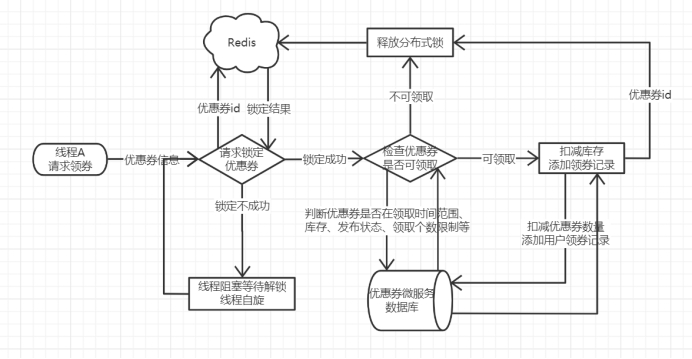 Redis
释放分布式锁
优惠券id
锁定结果
不可领取
优惠券id
线程A
请求领券
优惠券信息
请求锁定
优惠券
锁定成功
检查优惠券
是否可领取
可领取
扣减库存
添加领券记录
锁定不成功
判断优惠券是否在领取时间范围、
库存、发布状态、领取个数限制等
扣减优惠券数量
添加用户领券记录
线程阻塞等待解锁
线程自旋
优惠券微服务
数据库